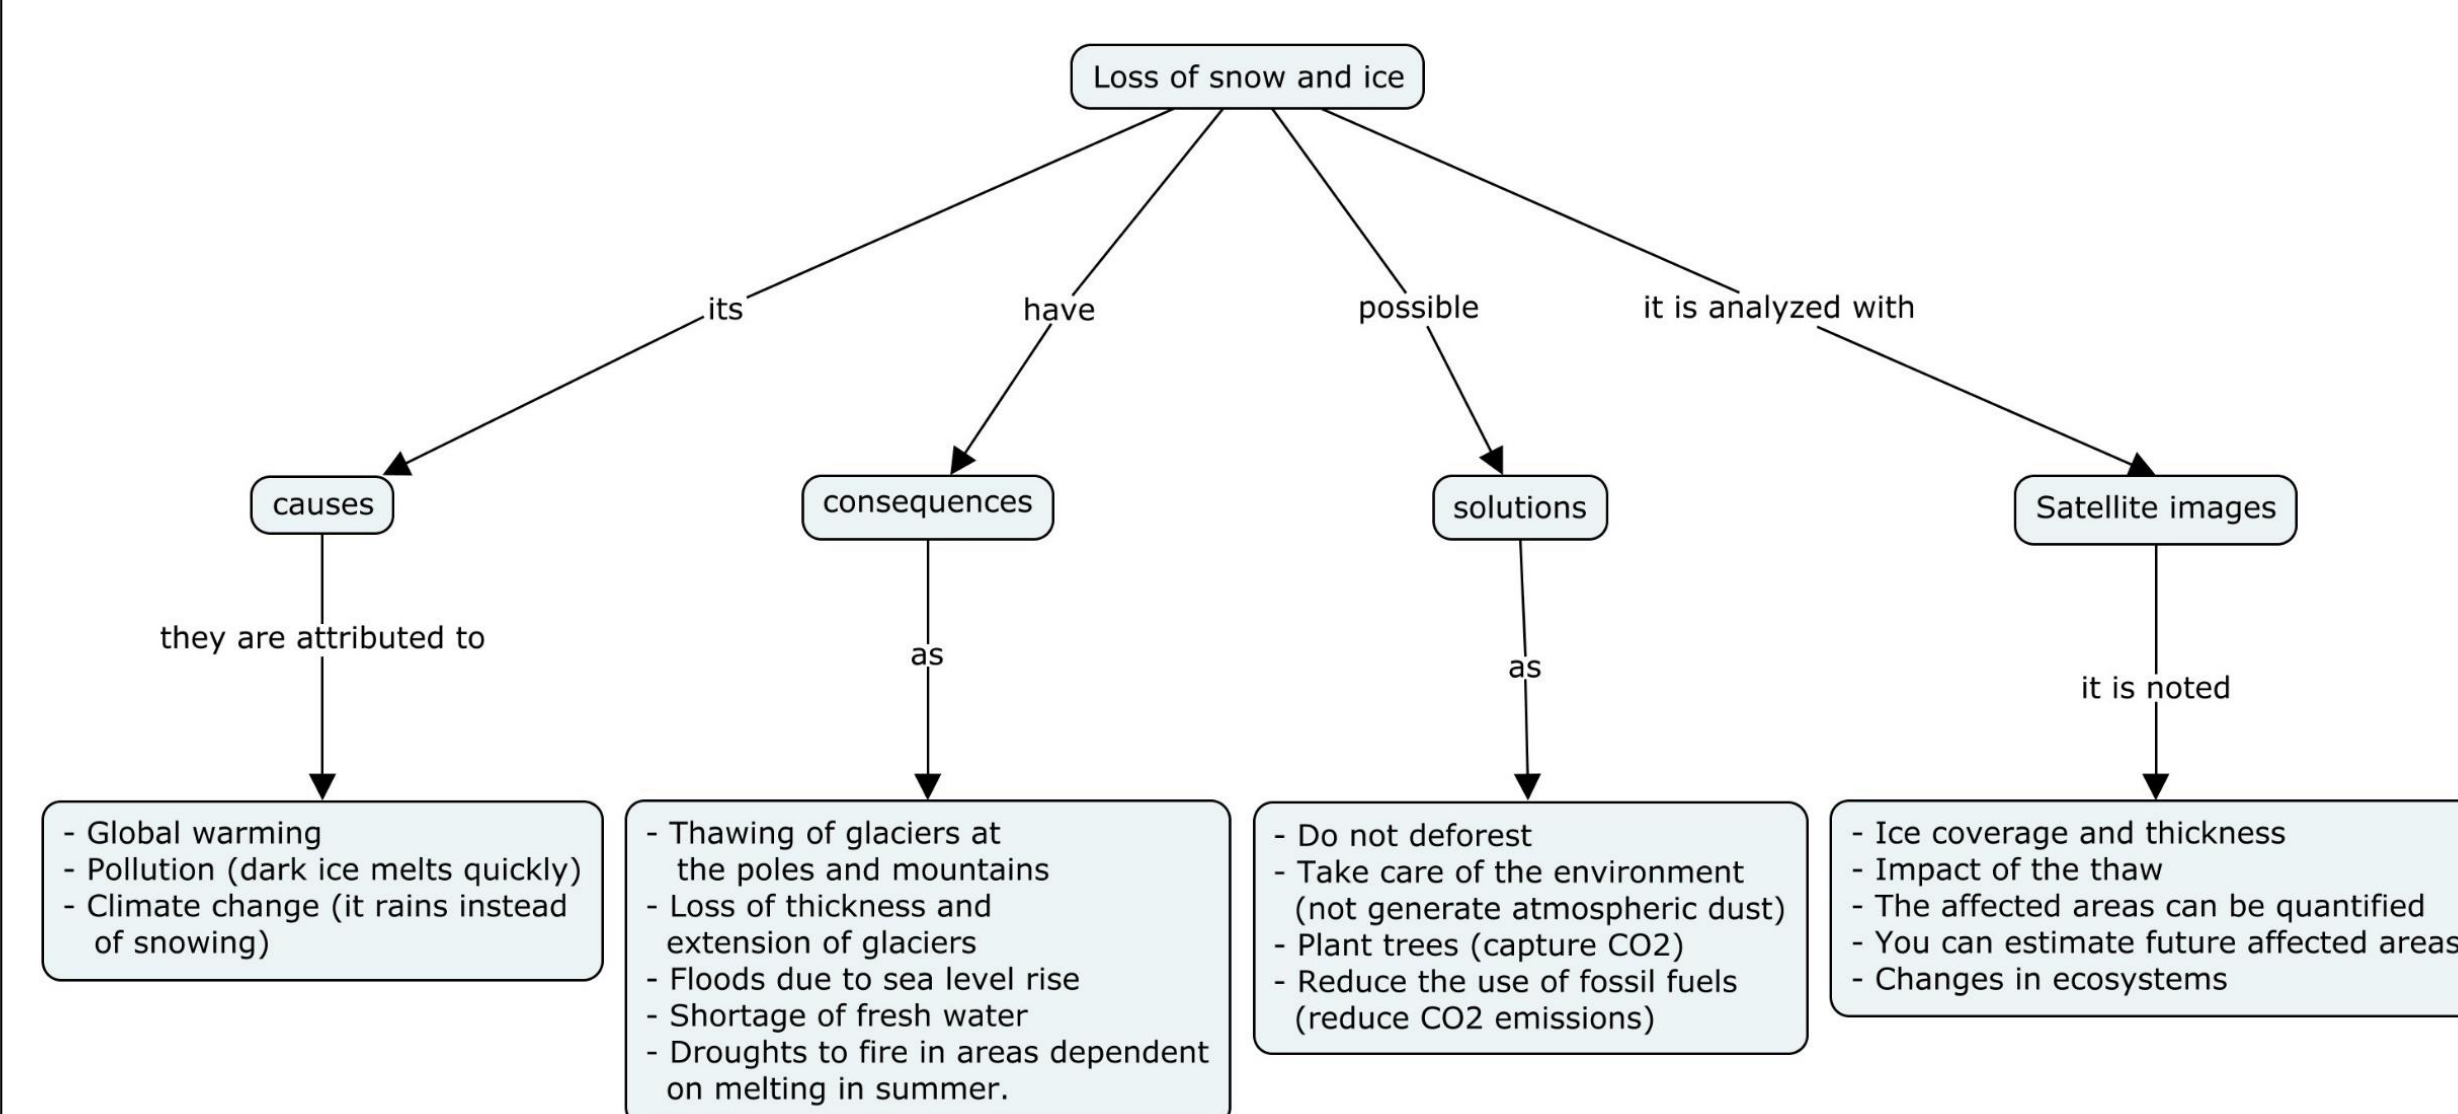 Loss of snow and ice
its
have
possible
it is analyzed with
causes
consequences
solutions
Satellite images
they are attributed to
as
as
it is noted
- Global warming
- Pollution (dark ice melts quickly)
- Climate change (it rains instead
of snowing)
- Thawing of glaciers at
the poles and mountains
- Loss of thickness and
extension of glaciers
- Floods due to sea level rise
- Shortage of fresh water
- Droughts to fire in areas dependent
on melting in summer.
- Do not deforest
- Take care of the environment
(not generate atmospheric dust)
- Plant trees (capture CO2)
- Reduce the use of fossil fuels
(reduce CO2 emissions)
- Ice coverage and thickness
- Impact of the thaw
- The affected areas can be quantified
- You can estimate future affected areas
- Changes in ecosystems